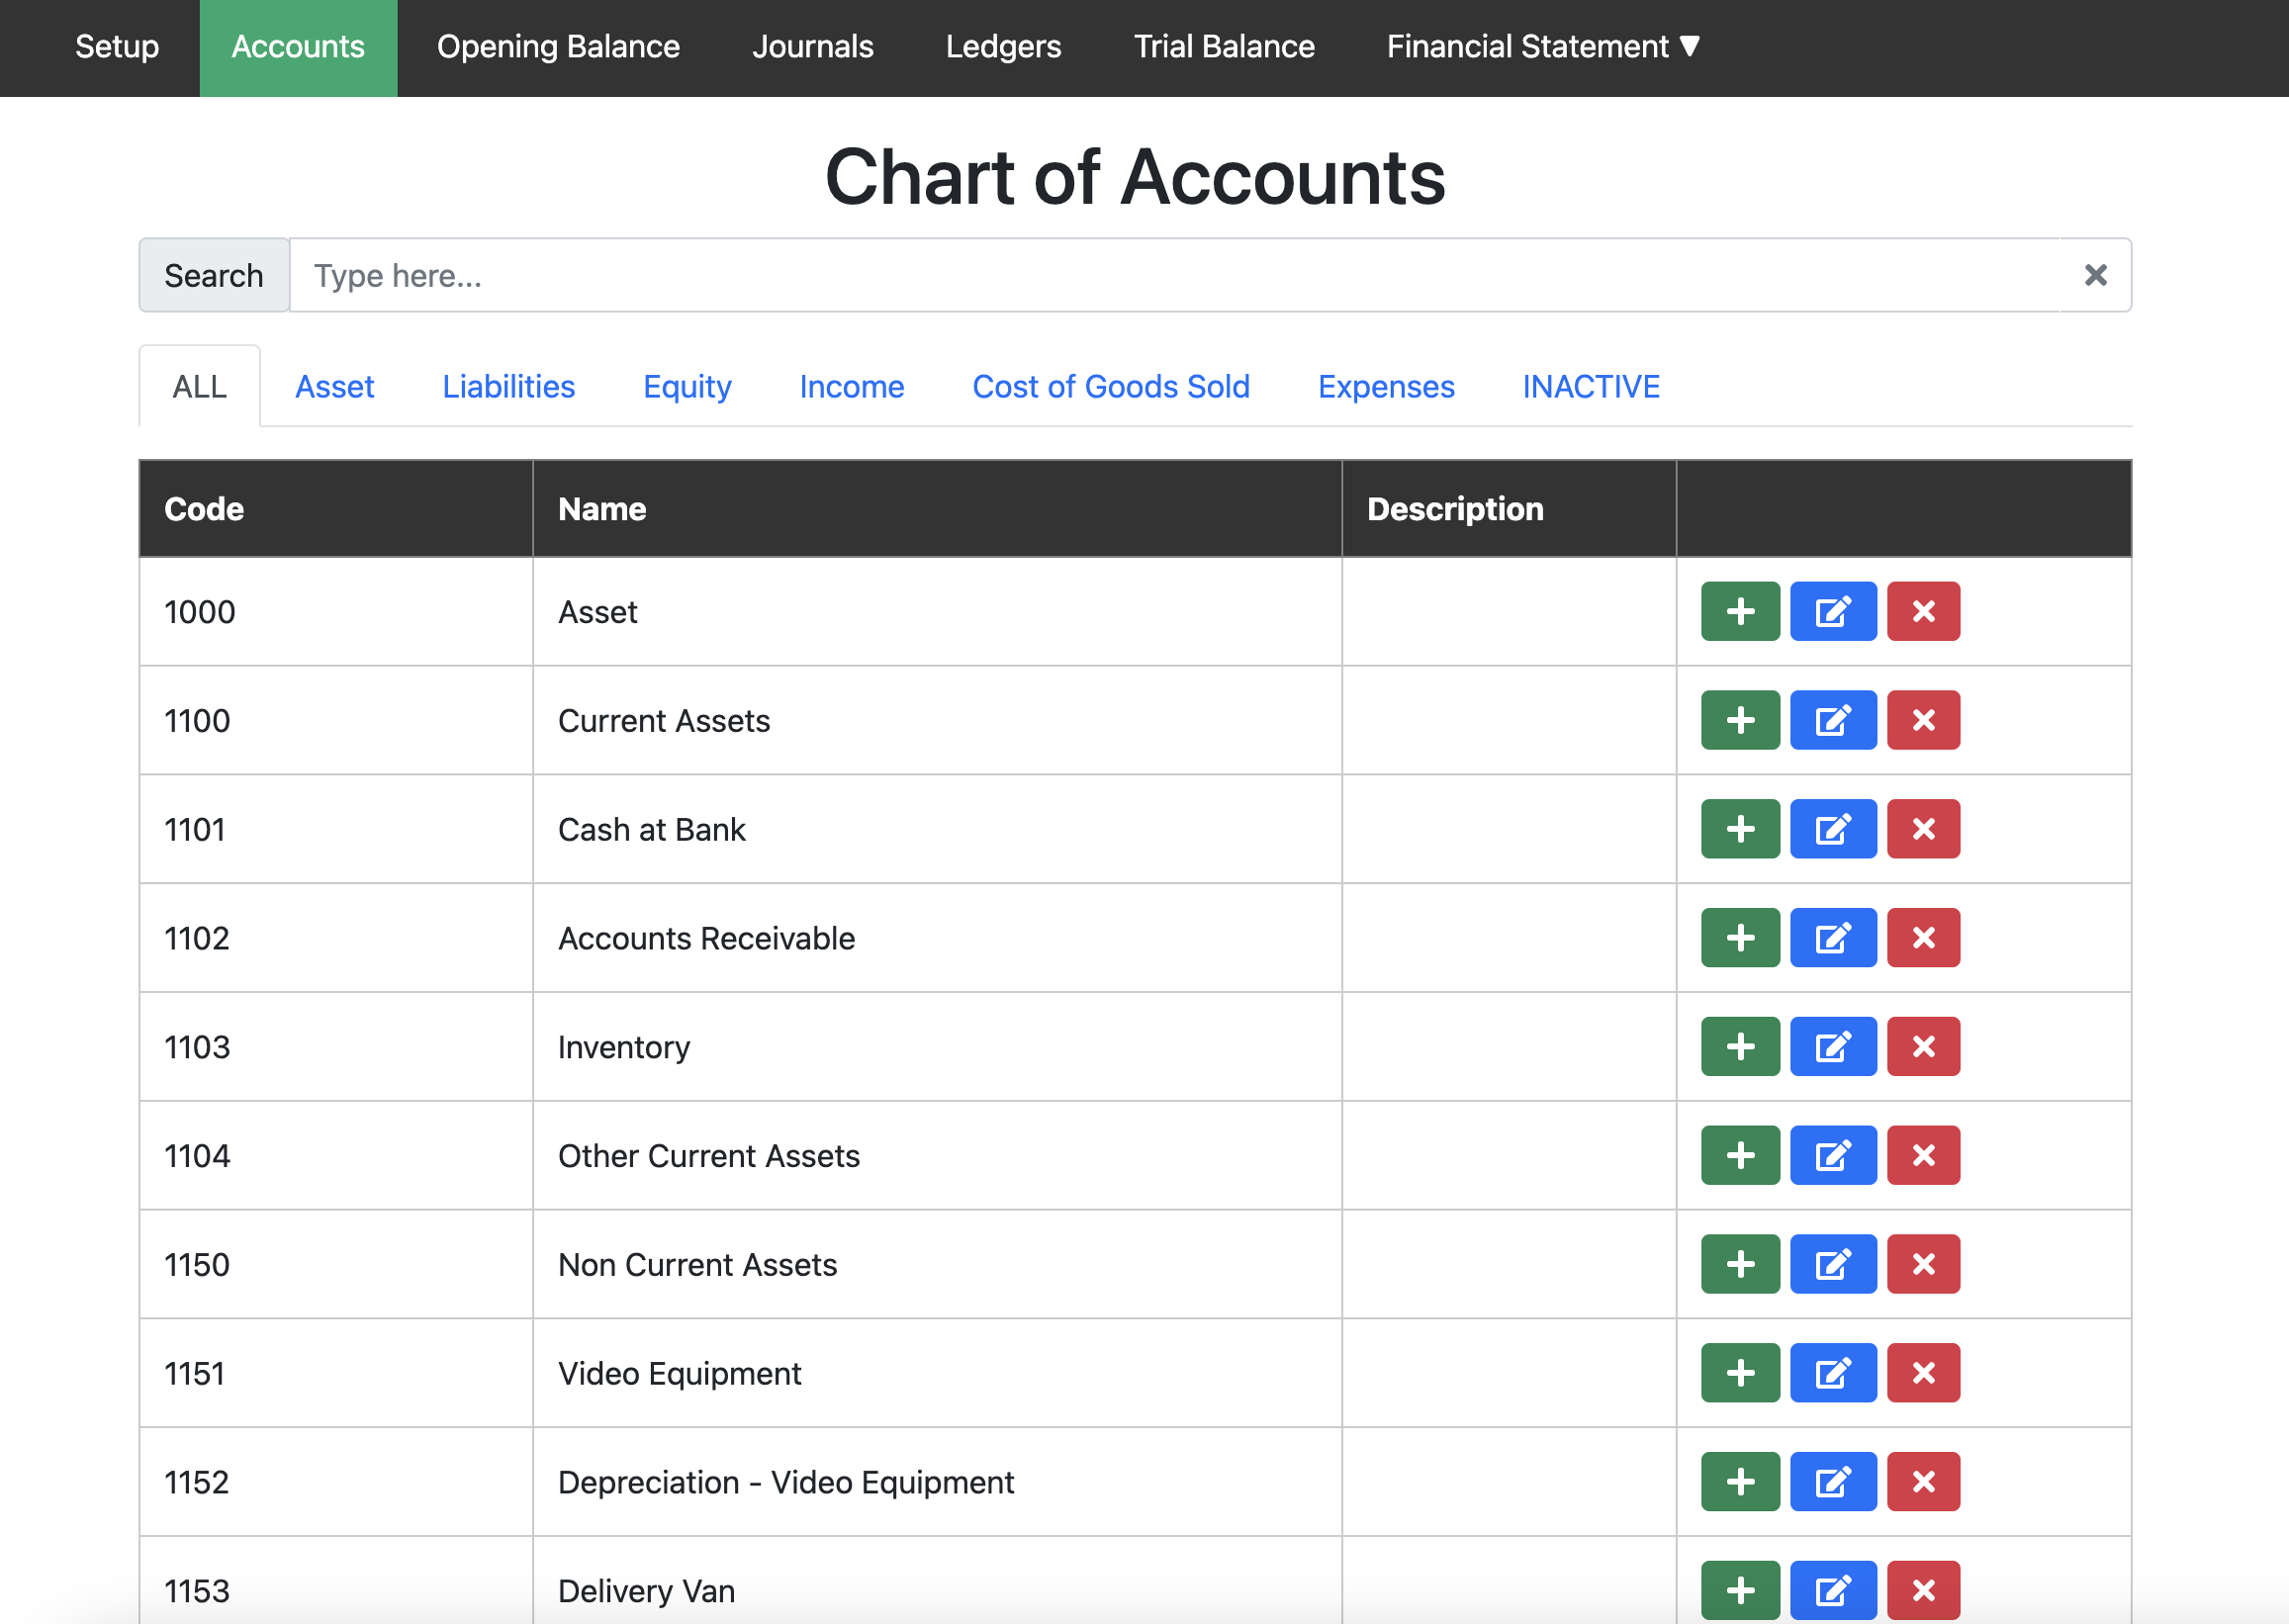 Setup Accounts Opening Balance Journals Ledgers Trial Balance Financial Statement ▼
Chart of Accounts
Search Type here...
ALL Asset Liabilities Equity Income Cost of Goods Sold Expenses INACTIVE
Code Name Description
1000 Asset
1100 Current Assets
1101 Cash at Bank
1102 Accounts Receivable
1103 Inventory
1104 Other Current Assets
1150 Non Current Assets
1151 Video Equipment
1152 Depreciation - Video Equipment
1153 Delivery Van